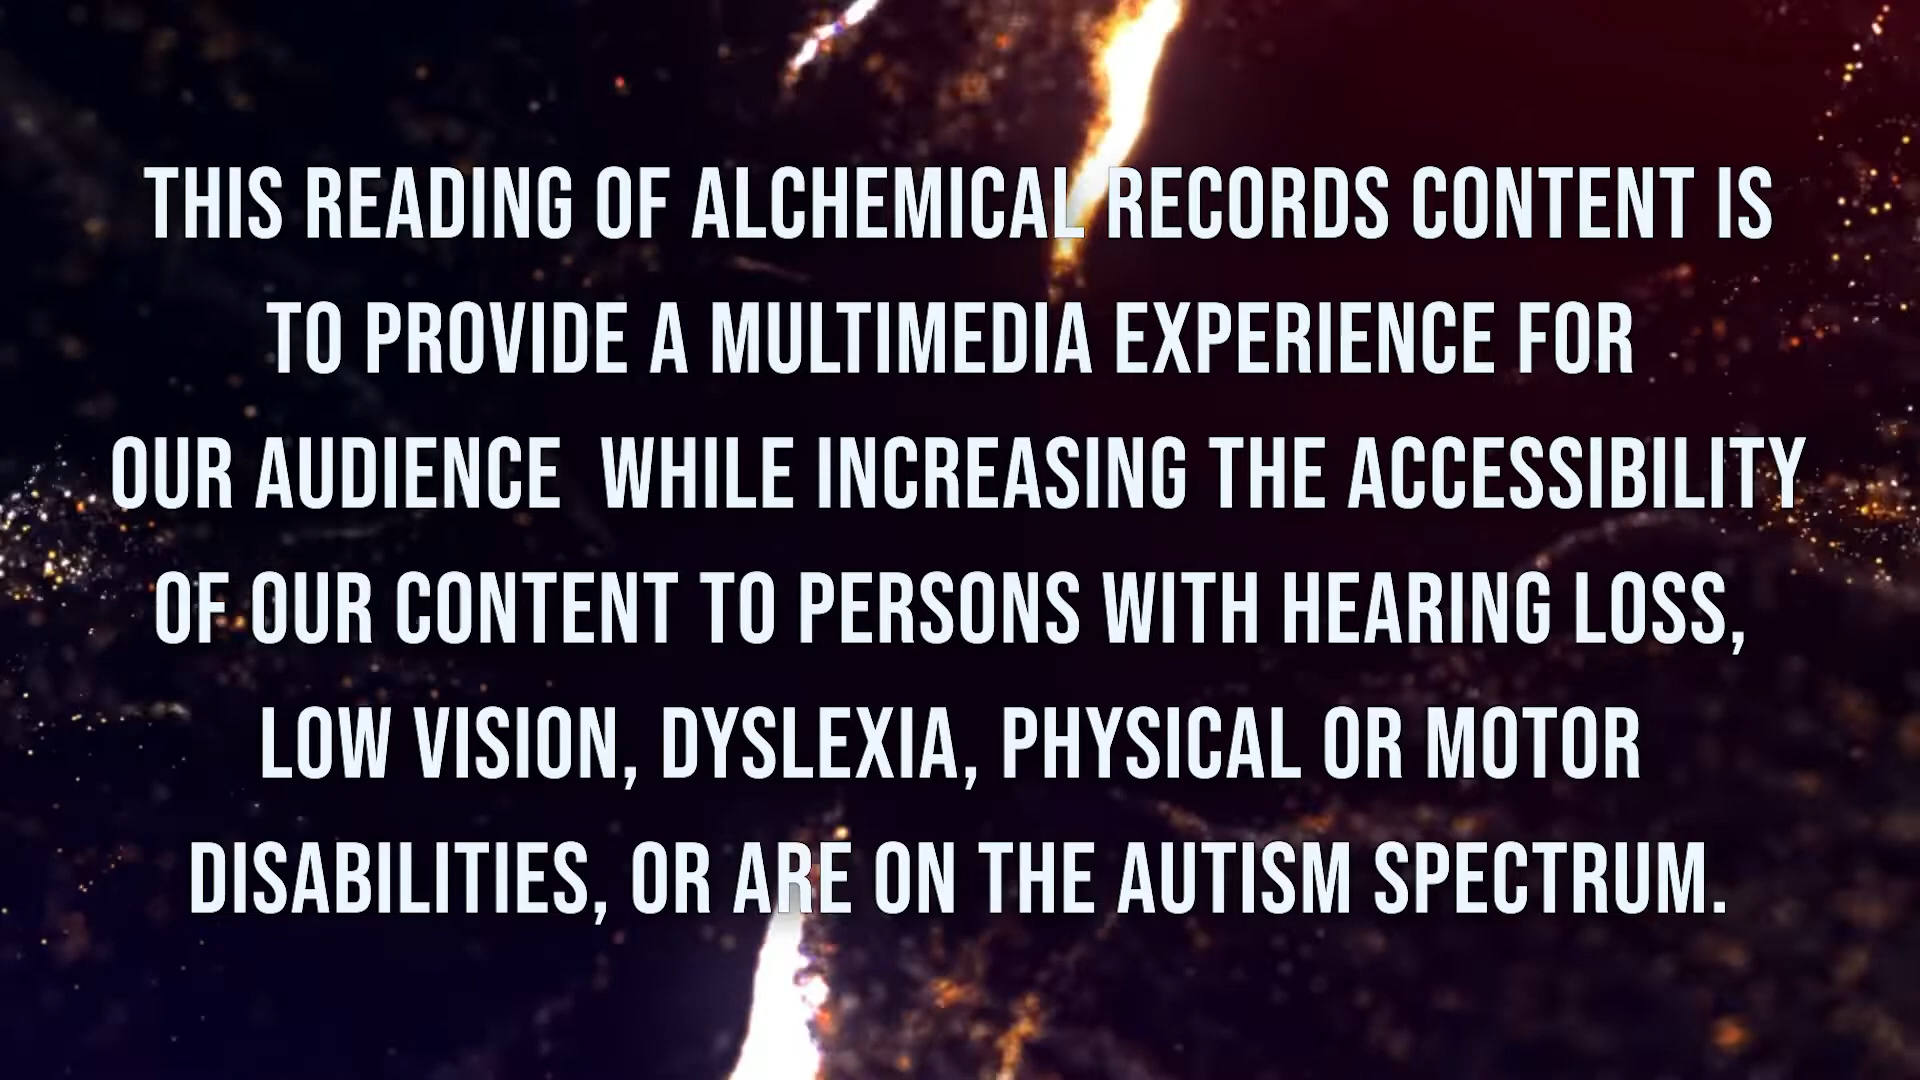 THIS READING OF ALCHEMICAL RECORDS CONTENT IS
TO PROVIDE A MULTIMEDIA EXPERIENCE FOR
OUR AUDIENCE  WHILE INCREASING THE ACCESSIBILITY
OF OUR CONTENT TO PERSONS WITH HEARING LOSS,
LOW VISION, DYSLEXIA, PHYSICAL OR MOTOR
DISABILITIES, OR ARE ON THE AUTISM SPECTRUM.